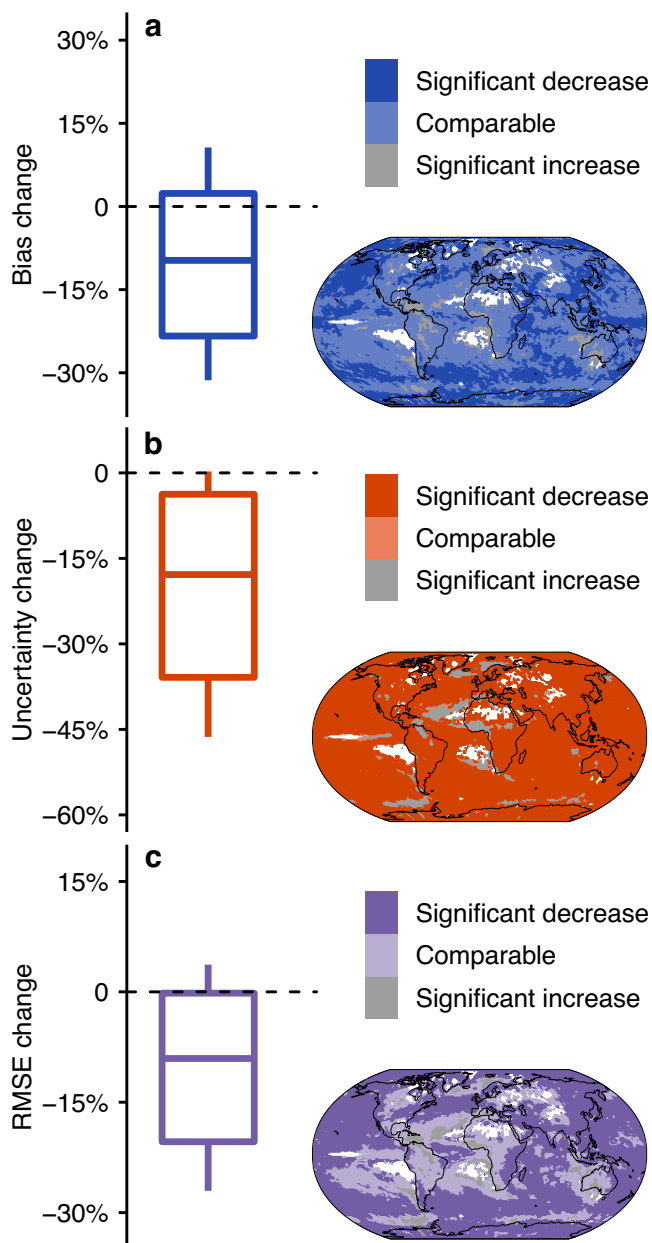 a
Bias change
30%
15%
0
−15%
−30%
Significant decrease
Comparable
Significant increase
b
Uncertainty change
0
−15%
−30%
−45%
−60%
Significant decrease
Comparable
Significant increase
c
RMSE change
15%
0
−15%
−30%
Significant decrease
Comparable
Significant increase